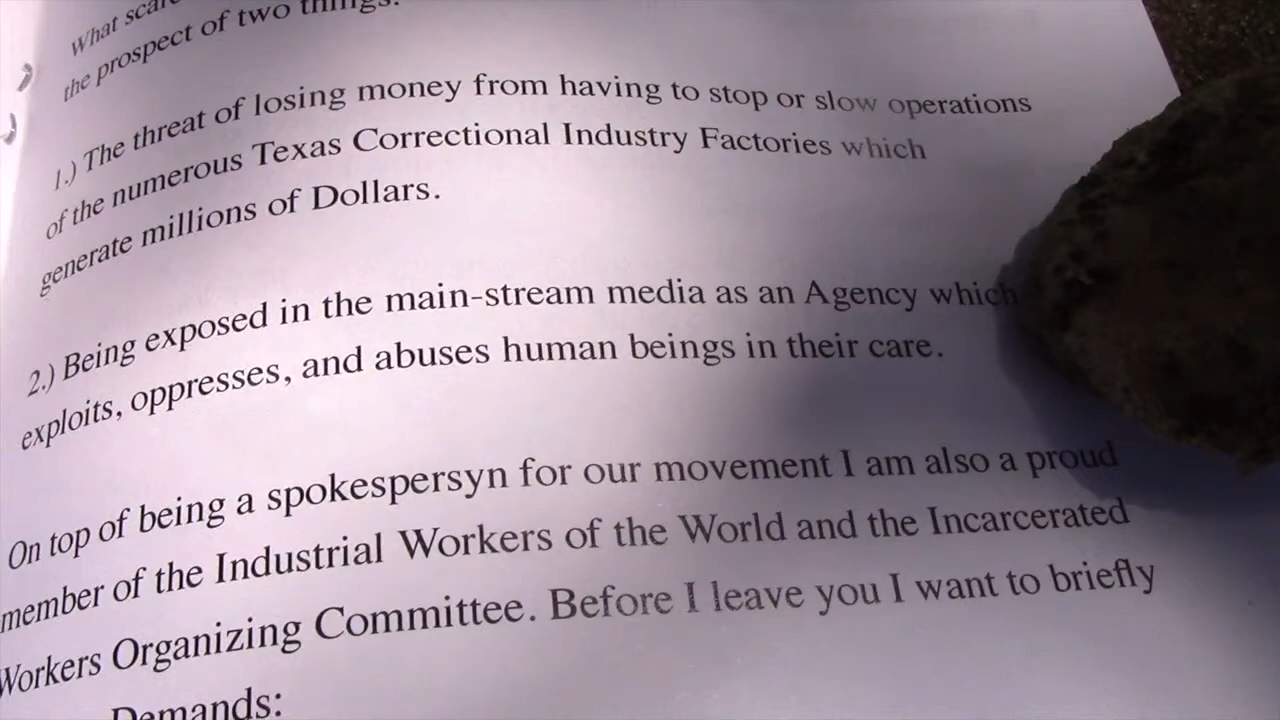 What
the prospect of two things.
1.) The threat of losing money from having to stop or slow operations
of the numerous Texas Correctional Industry Factories which
generate millions of Dollars.
2.) Being exposed in the main-stream media as an Agency which
exploits, oppresses, and abuses human beings in their care.
On top of being a spokespersyn for our movement I am also a proud
member of the Industrial Workers of the World and the Incarcerated
Workers Organizing Committee. Before I leave you I want to briefly
Demands: